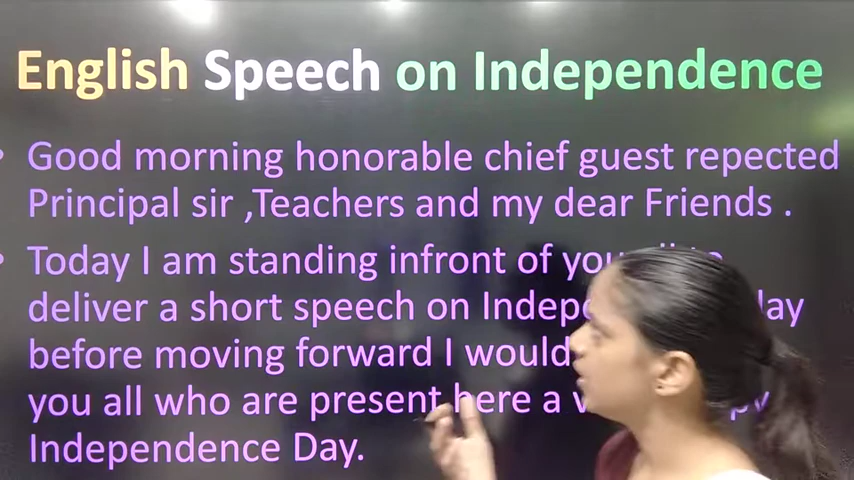 English Speech on Independence
• Good morning honorable chief guest repected
Principal sir ,Teachers and my dear Friends .
• Today I am standing infront of you to
deliver a short speech on day
before moving forward I would
you all who are present here a
Independence Day.